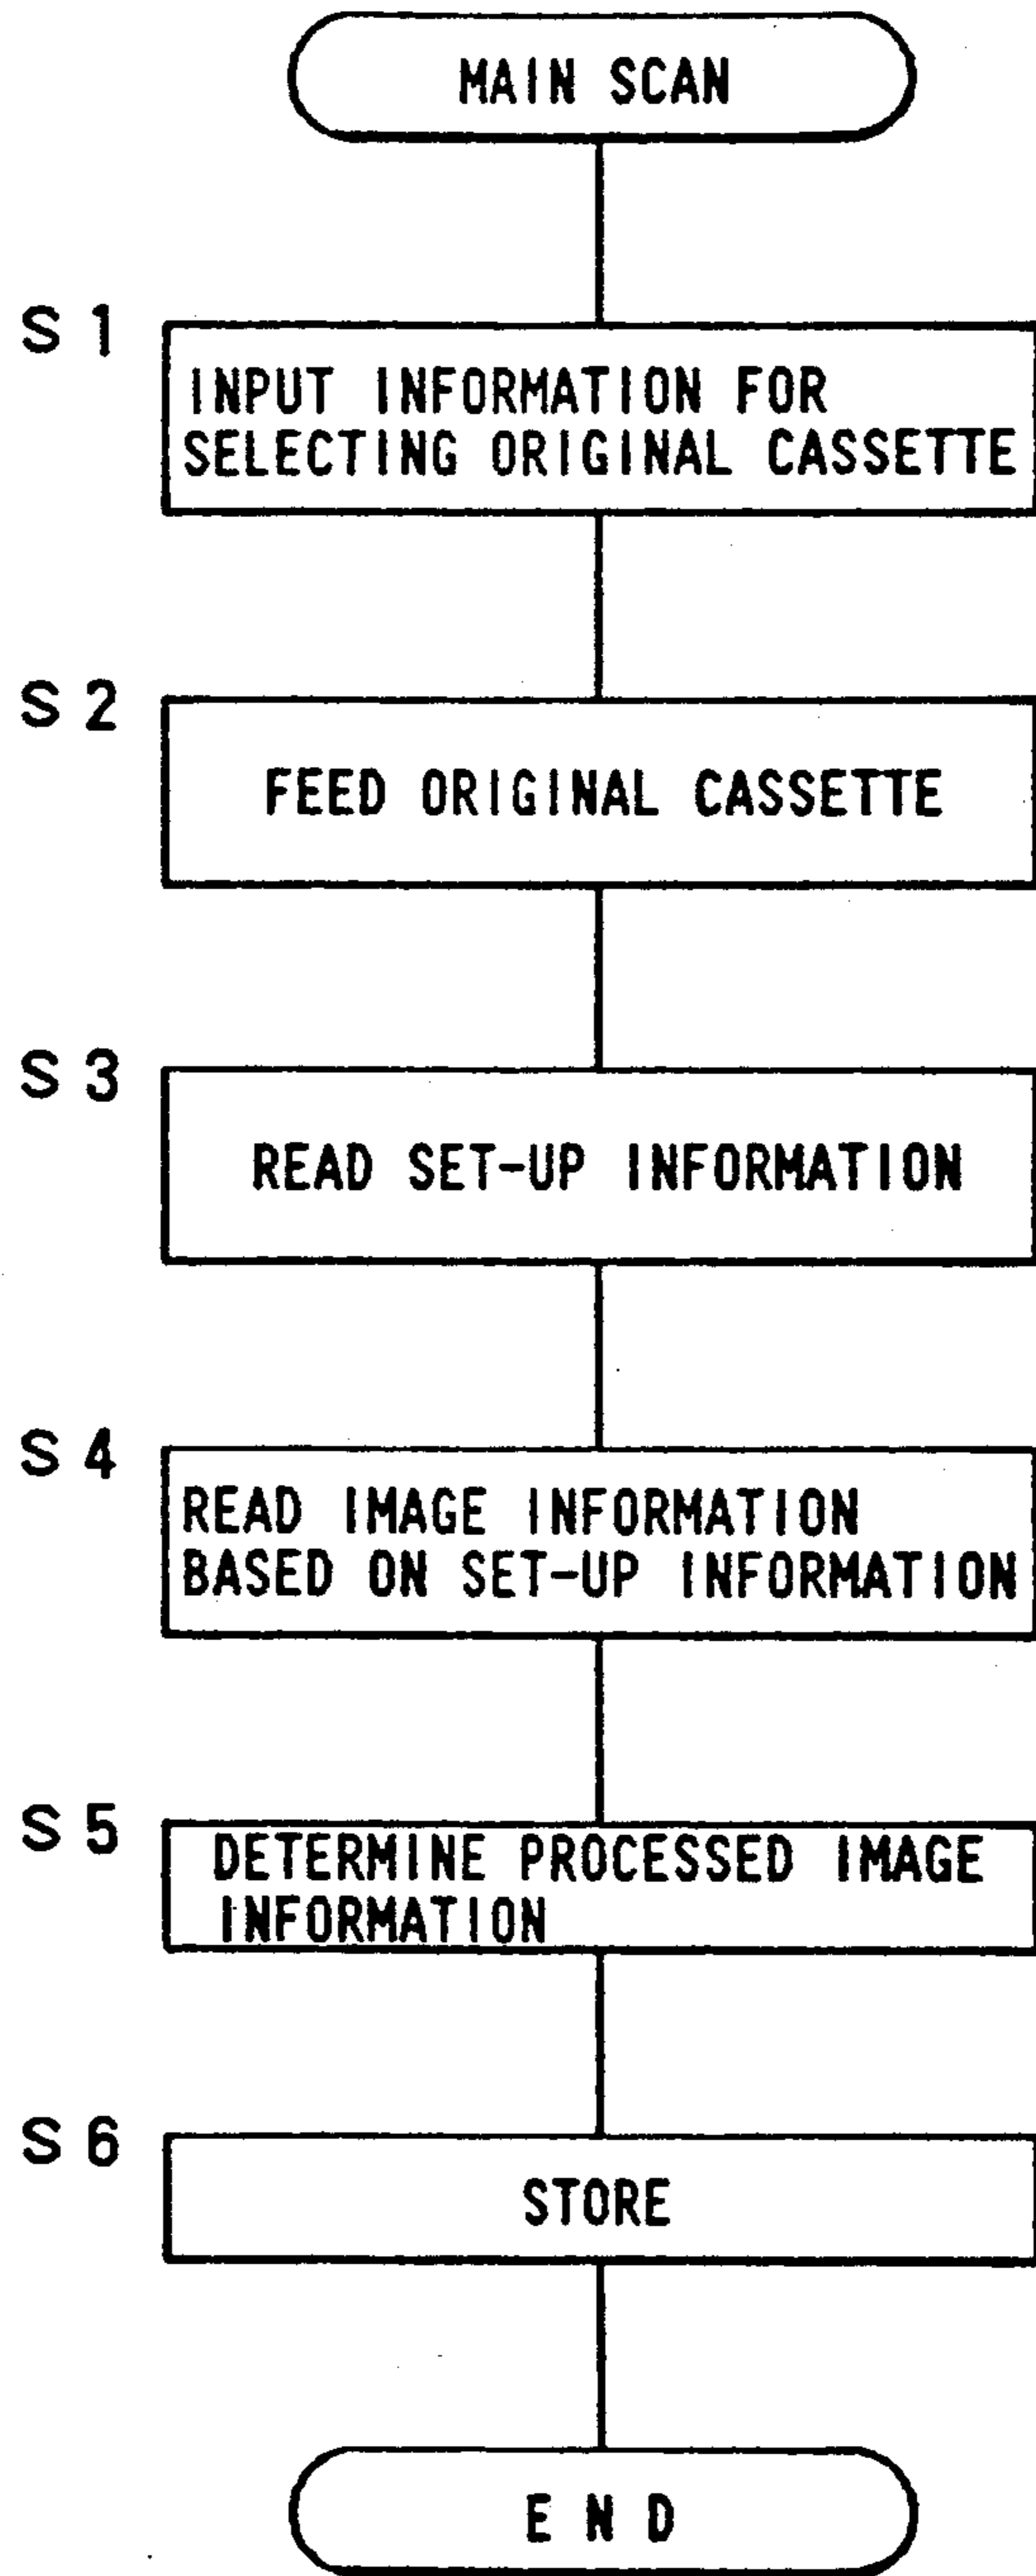 MAIN SCAN
S 1
INPUT INFORMATION FOR
SELECTING ORIGINAL CASSETTE
S 2
FEED ORIGINAL CASSETTE
S 3
READ SET-UP INFORMATION
S 4
READ IMAGE INFORMATION
BASED ON SET-UP INFORMATION
S 5
DETERMINE PROCESSED IMAGE
INFORMATION
S 6
STORE
E N D